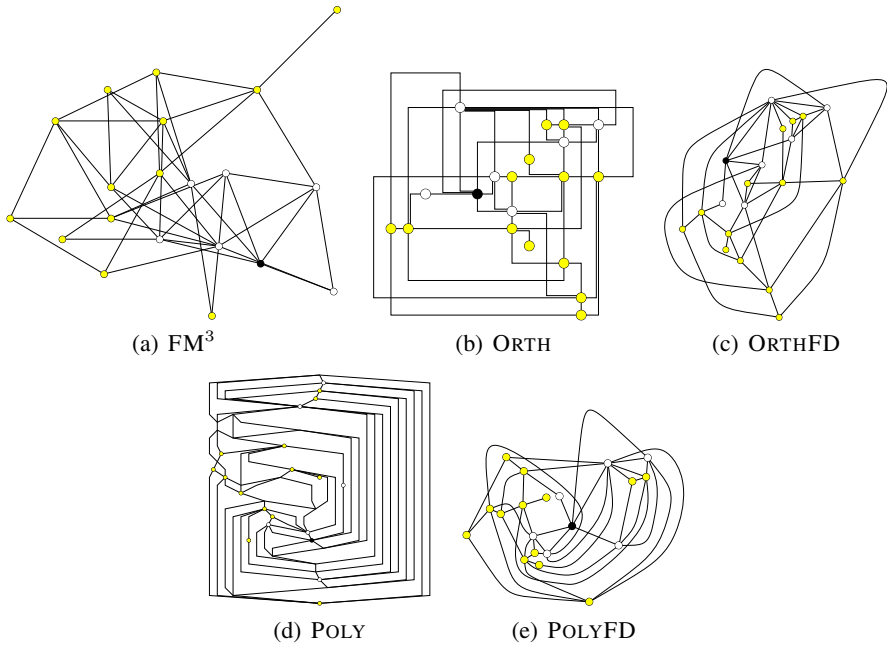 (a) FM³
(b) ORTH
(c) ORTHFD
(d) POLY
(e) POLYFD